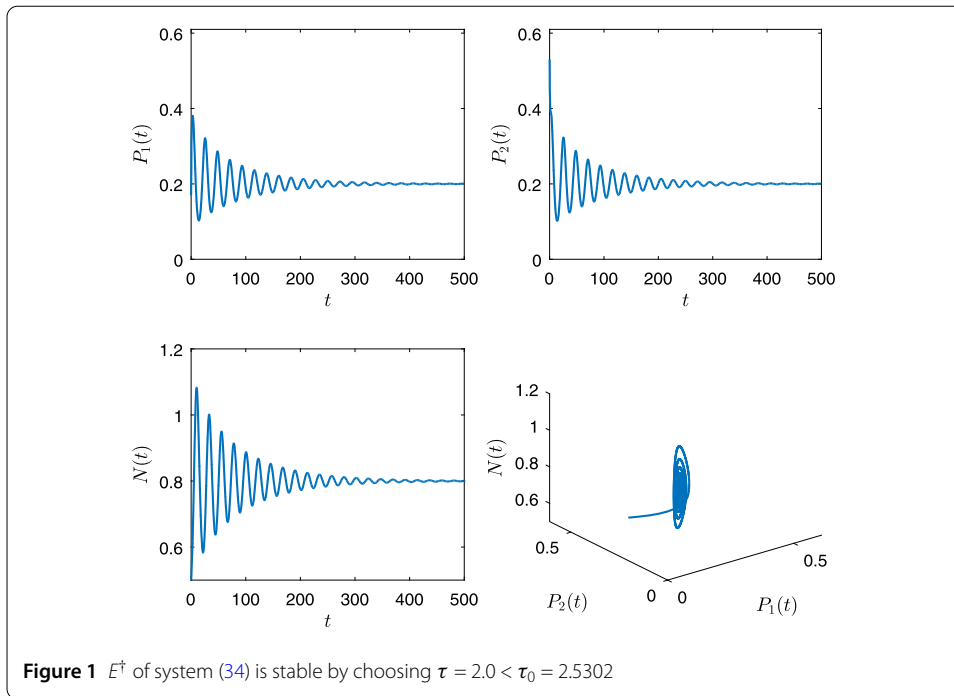 0.6
0.4
0.2
0
P₁(t)
0 100 200 300 400 500
t
0.6
0.4
0.2
0
P₂(t)
0 100 200 300 400 500
t
1.2
1
0.8
0.6
N(t)
0 100 200 300 400 500
t
1.2
1
0.8
0.6
N(t)
0.5
0
P₂(t)
0
0.5
P₁(t)
Figure 1 E† of system (34) is stable by choosing τ = 2.0 < τ₀ = 2.5302